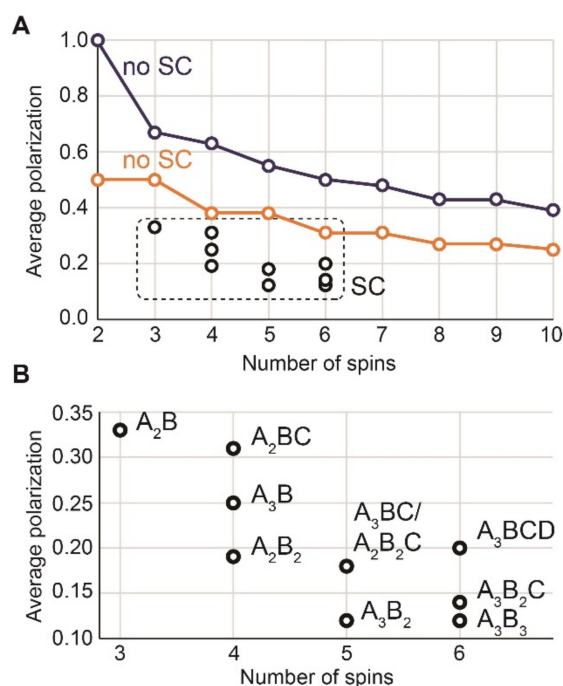 A
Average polarization
1.0
0.8
0.6
0.4
0.2
0.0
no SC
no SC
SC
2 3 4 5 6 7 8 9 10
Number of spins
B
Average polarization
0.35
0.30
0.25
0.20
0.15
0.10
A₂B
A₂BC
A₃B
A₂B₂
A₃BC/
A₂B₂C
A₃B₂
A₃BCD
A₃B₂C
A₃B₃
3 4 5 6
Number of spins